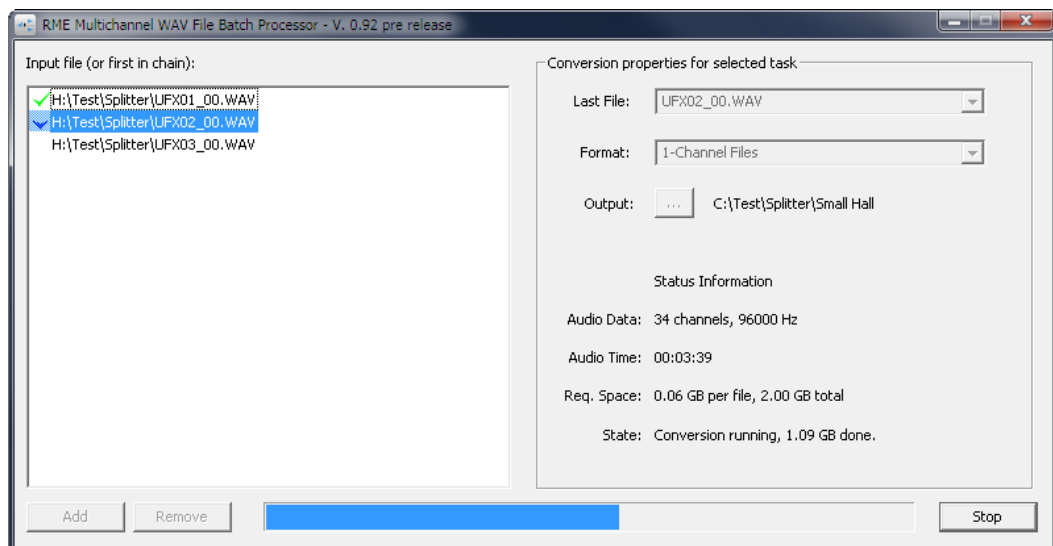 RME Multichannel WAV File Batch Processor - V. 0.92 pre release
Input file (or first in chain):
H:\Test\Splitter\UFX01_00.WAV
H:\Test\Splitter\UFX02_00.WAV
H:\Test\Splitter\UFX03_00.WAV
Conversion properties for selected task
Last File: UFX02_00.WAV
Format: 1-Channel Files
Output: ... C:\Test\Splitter\Small Hall
Status Information
Audio Data: 34 channels, 96000 Hz
Audio Time: 00:03:39
Req. Space: 0.06 GB per file, 2.00 GB total
State: Conversion running, 1.09 GB done.
Add Remove Stop